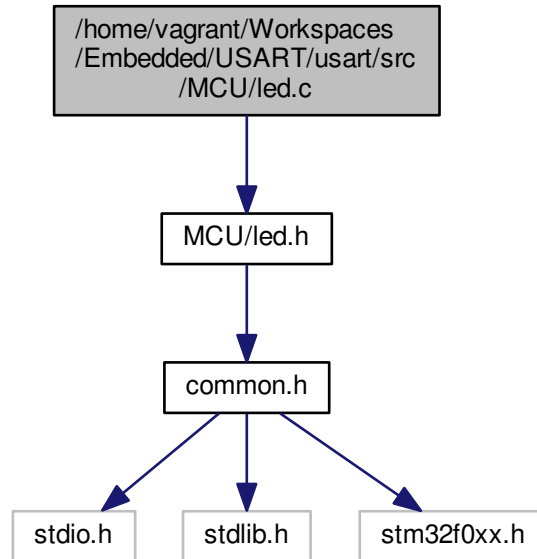 /home/vagrant/Workspaces
/Embedded/USART/usart/src
/MCU/led.c
MCU/led.h
common.h
stdio.h
stdlib.h
stm32f0xx.h